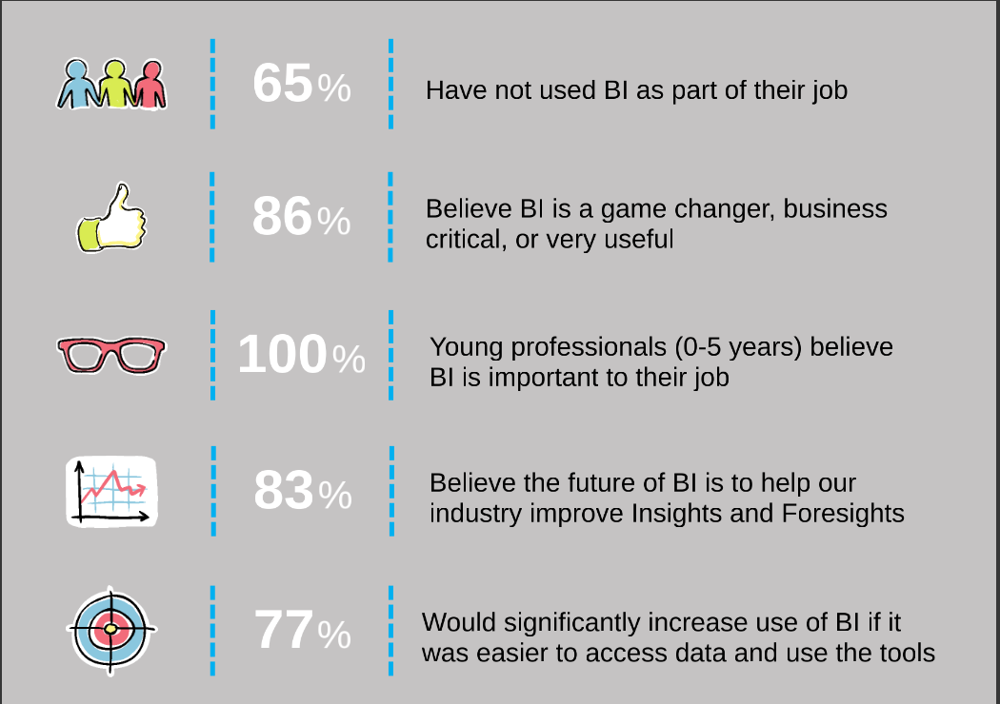 65%
Have not used BI as part of their job
86%
Believe BI is a game changer, business
critical, or very useful
100%
Young professionals (0-5 years) believe
BI is important to their job
83%
Believe the future of BI is to help our
industry improve Insights and Foresights
77%
Would significantly increase use of BI if it
was easier to access data and use the tools